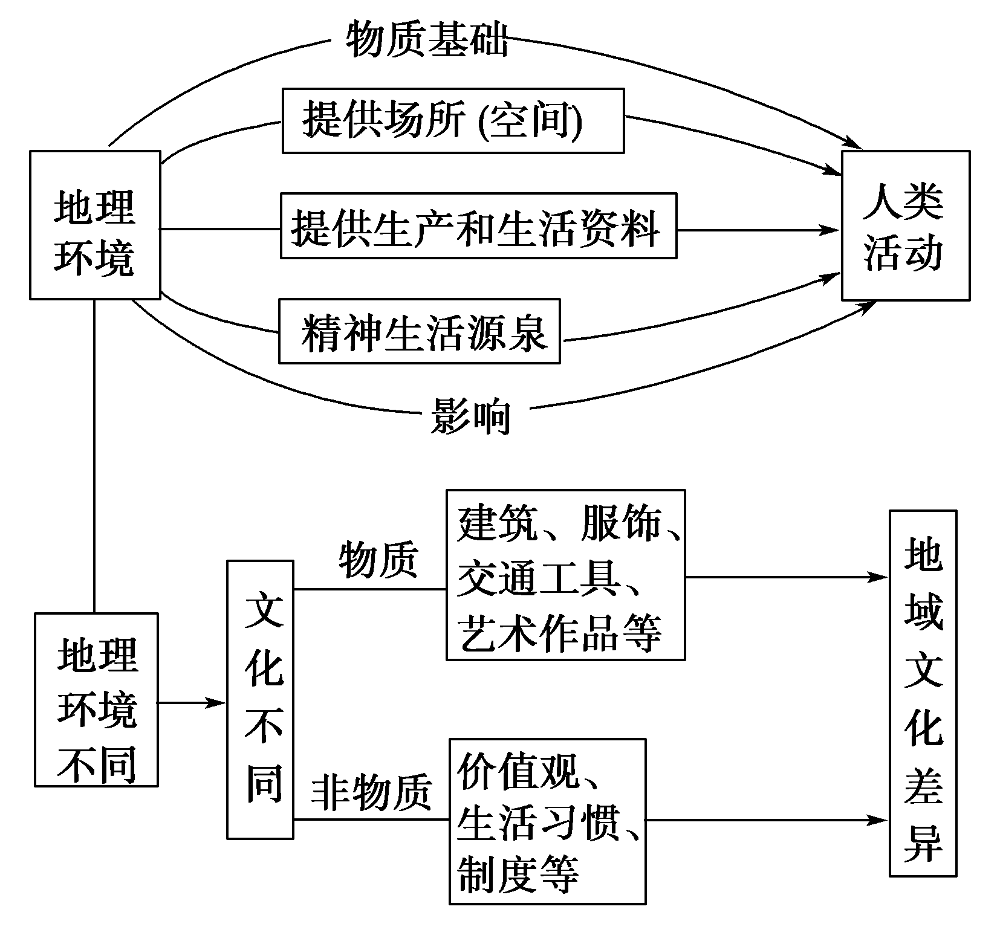 物质基础
提供场所 (空间)
地理
环境
提供生产和生活资料
人类
活动
精神生活源泉
影响
地理
环境
不同
文化不同
物质
建筑、服饰、
交通工具、
艺术作品等
非物质
价值观、
生活习惯、
制度等
地域文化差异